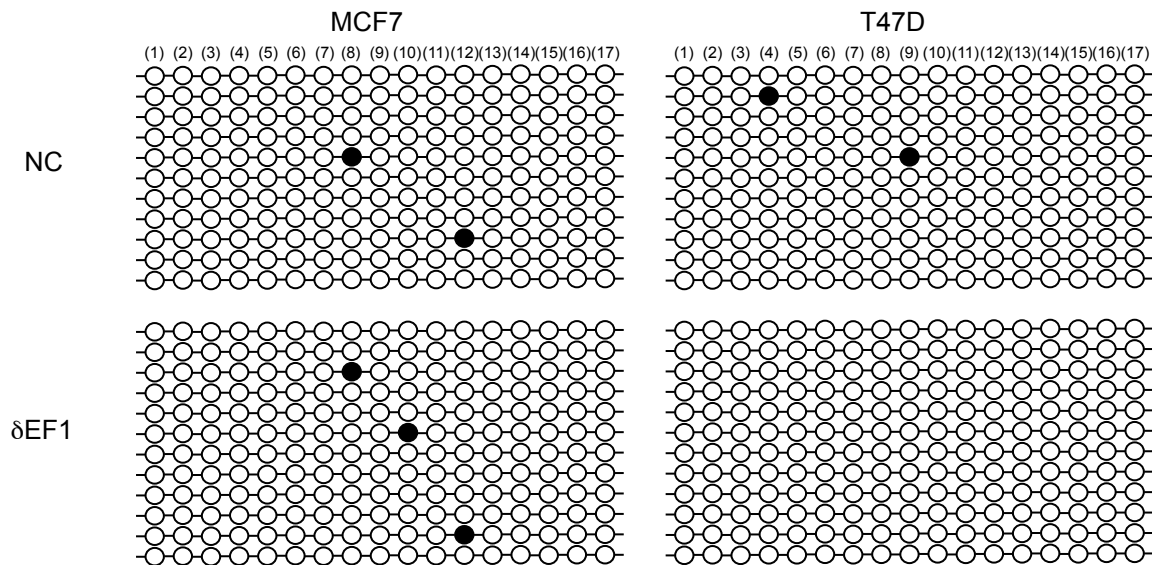 MCF7 T47D
(1) (2) (3) (4) (5) (6) (7) (8) (9) (10) (11) (12) (13) (14) (15) (16) (17) (1) (2) (3) (4) (5) (6) (7) (8) (9) (10) (11) (12) (13) (14) (15) (16) (17)
NC
δEF1